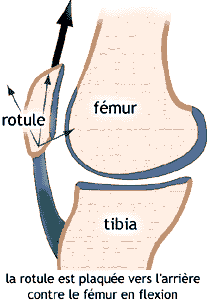 rotule
fémur
tibia
la rotule est plaquée vers l'arrière
contre le fémur en flexion